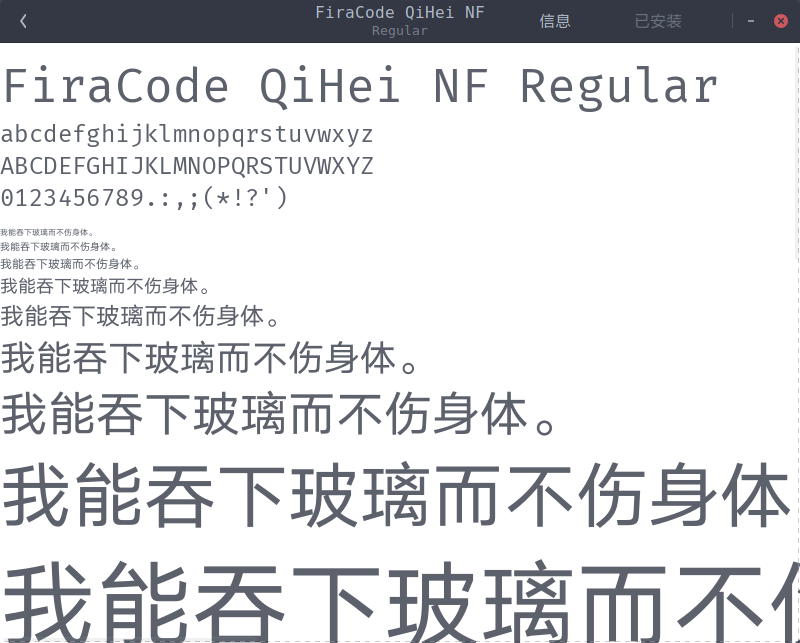 FiraCode QiHei NF
Regular
信息
已安装
FiraCode QiHei NF Regular
abcdefghijklmnopqrstuvwxyz
ABCDEFGHIJKLMNOPQRSTUVWXYZ
0123456789.:,;(*!?')
我能吞下玻璃而不伤身体。
我能吞下玻璃而不伤身体。
我能吞下玻璃而不伤身体。
我能吞下玻璃而不伤身体。
我能吞下玻璃而不伤身体。
我能吞下玻璃而不伤身体。
我能吞下玻璃而不伤身体。
我能吞下玻璃而不伤身体
我能吞下玻璃而不